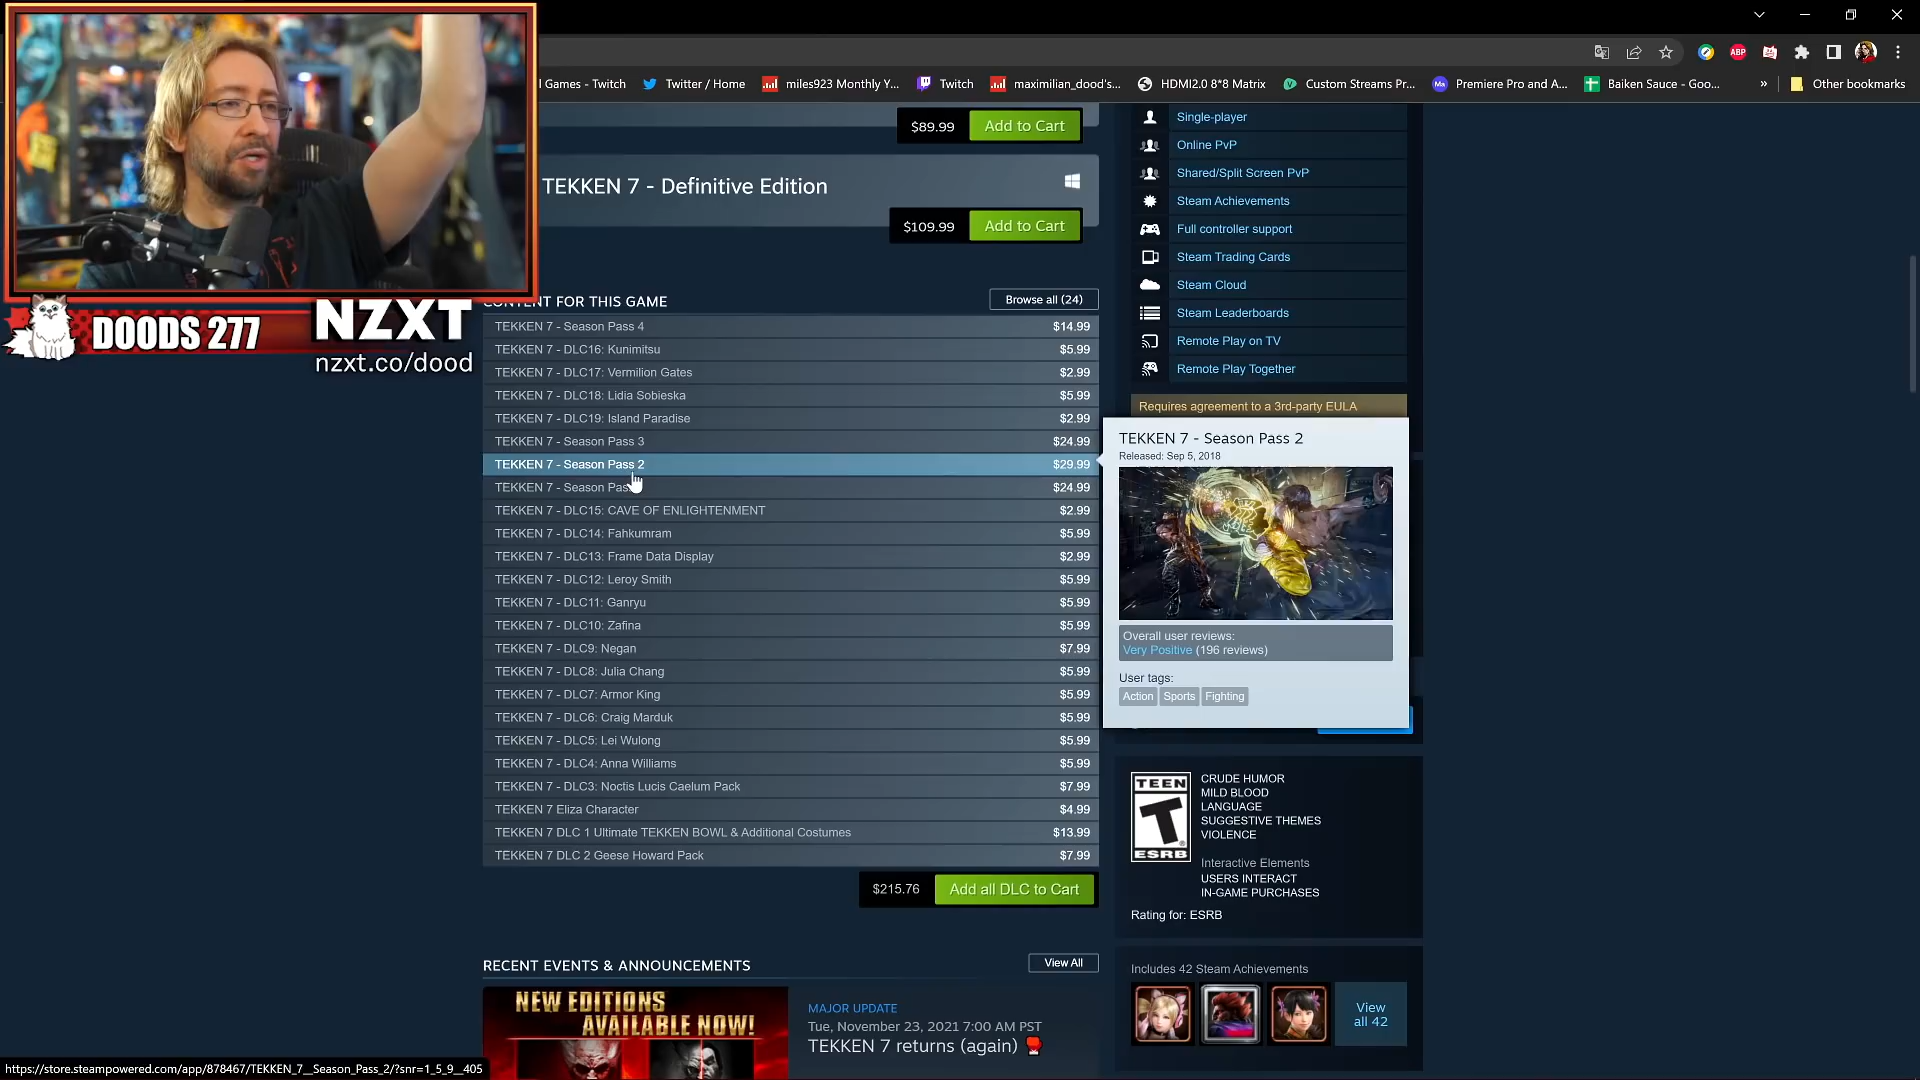 l Games - Twitch
Twitter / Home
miles923 Monthly Y...
Twitch
maximilian_dood's...
HDMI2.0 8*8 Matrix
Custom Streams Pr...
Premiere Pro and A...
Baiken Sauce - Goo...
»
Other bookmarks
ABP
$89.99
Add to Cart
TEKKEN 7 - Definitive Edition
$109.99
Add to Cart
DOODS 277
NZXT
nzxt.co/dood
CONTENT FOR THIS GAME
Browse all (24)
TEKKEN 7 - Season Pass 4 $14.99
TEKKEN 7 - DLC16: Kunimitsu $5.99
TEKKEN 7 - DLC17: Vermilion Gates $2.99
TEKKEN 7 - DLC18: Lidia Sobieska $5.99
TEKKEN 7 - DLC19: Island Paradise $2.99
TEKKEN 7 - Season Pass 3 $24.99
TEKKEN 7 - Season Pass 2 $29.99
TEKKEN 7 - Season Pas $24.99
TEKKEN 7 - DLC15: CAVE OF ENLIGHTENMENT $2.99
TEKKEN 7 - DLC14: Fahkumram $5.99
TEKKEN 7 - DLC13: Frame Data Display $2.99
TEKKEN 7 - DLC12: Leroy Smith $5.99
TEKKEN 7 - DLC11: Ganryu $5.99
TEKKEN 7 - DLC10: Zafina $5.99
TEKKEN 7 - DLC9: Negan $7.99
TEKKEN 7 - DLC8: Julia Chang $5.99
TEKKEN 7 - DLC7: Armor King $5.99
TEKKEN 7 - DLC6: Craig Marduk $5.99
TEKKEN 7 - DLC5: Lei Wulong $5.99
TEKKEN 7 - DLC4: Anna Williams $5.99
TEKKEN 7 - DLC3: Noctis Lucis Caelum Pack $7.99
TEKKEN 7 Eliza Character $4.99
TEKKEN 7 DLC 1 Ultimate TEKKEN BOWL & Additional Costumes $13.99
TEKKEN 7 DLC 2 Geese Howard Pack $7.99
$215.76
Add all DLC to Cart
RECENT EVENTS & ANNOUNCEMENTS
View All
NEW EDITIONS
AVAILABLE NOW!
MAJOR UPDATE
Tue, November 23, 2021 7:00 AM PST
TEKKEN 7 returns (again)
Single-player
Online PvP
Shared/Split Screen PvP
Steam Achievements
Full controller support
Steam Trading Cards
Steam Cloud
Steam Leaderboards
Remote Play on TV
Remote Play Together
Requires agreement to a 3rd-party EULA
TEKKEN 7 - Season Pass 2
Released: Sep 5, 2018
Overall user reviews:
Very Positive (196 reviews)
User tags:
Action Sports Fighting
TEEN
T
ESRB
CRUDE HUMOR
MILD BLOOD
LANGUAGE
SUGGESTIVE THEMES
VIOLENCE
Interactive Elements
USERS INTERACT
IN-GAME PURCHASES
Rating for: ESRB
Includes 42 Steam Achievements
View
all 42
https://store.steampowered.com/app/878467/TEKKEN_7__Season_Pass_2/?snr=1_5_9__405